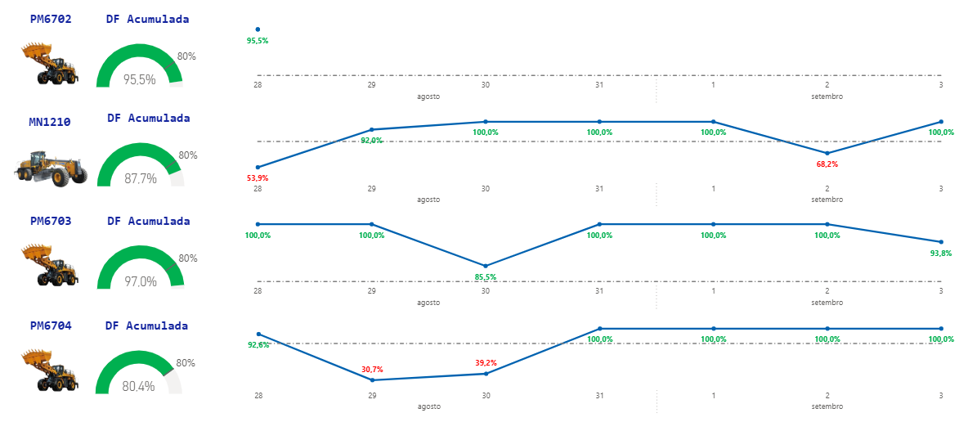 PM6702 DF Acumulada
80%
95.5%
95,5%
28 29 30 31 1 2 3
agosto setembro
MN1210 DF Acumulada
80%
87.7%
53,9% 92,0% 100,0% 100,0% 100,0% 68,2% 100,0%
28 29 30 31 1 2 3
agosto setembro
PM6703 DF Acumulada
80%
97.0%
100,0% 100,0% 85,5% 100,0% 100,0% 100,0% 93,8%
28 29 30 31 1 2 3
agosto setembro
PM6704 DF Acumulada
80%
80.4%
92,6% 30,7% 39,2% 100,0% 100,0% 100,0% 100,0%
28 29 30 31 1 2 3
agosto setembro